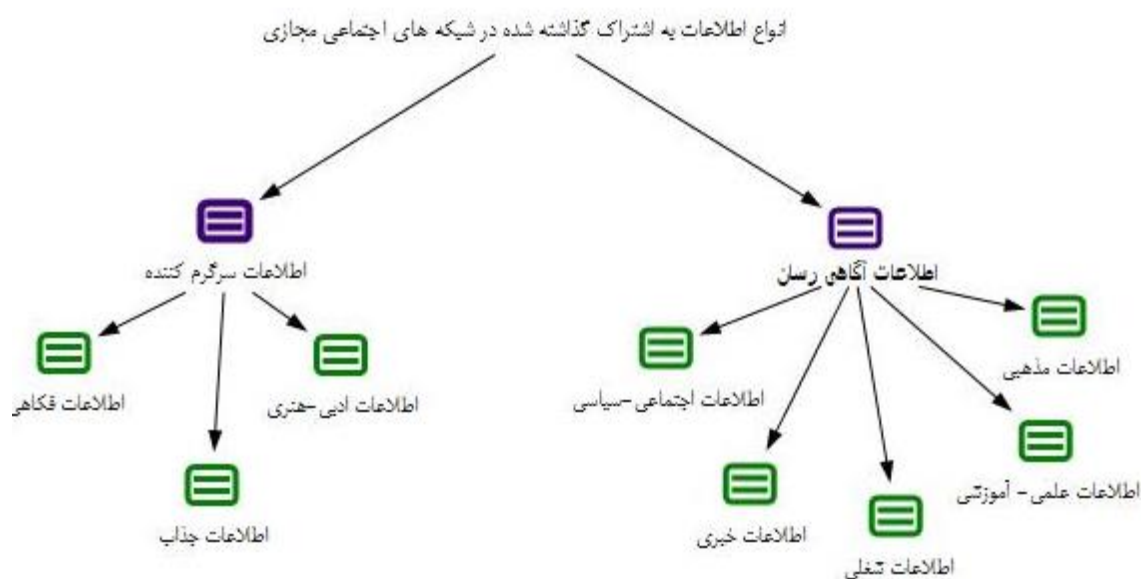 انواع اطلاعات به اشتراک گذاشته شده در شبکه های اجتماعی مجازی
اطلاعات آگاهی رسان
اطلاعات سرگرم کننده
اطلاعات مذهبی
اطلاعات اجتماعی-سیاسی
اطلاعات ادبی-هنری
اطلاعات فکاهی
اطلاعات علمی- آموزشی
اطلاعات خبری
اطلاعات جذاب
اطلاعات شغلی